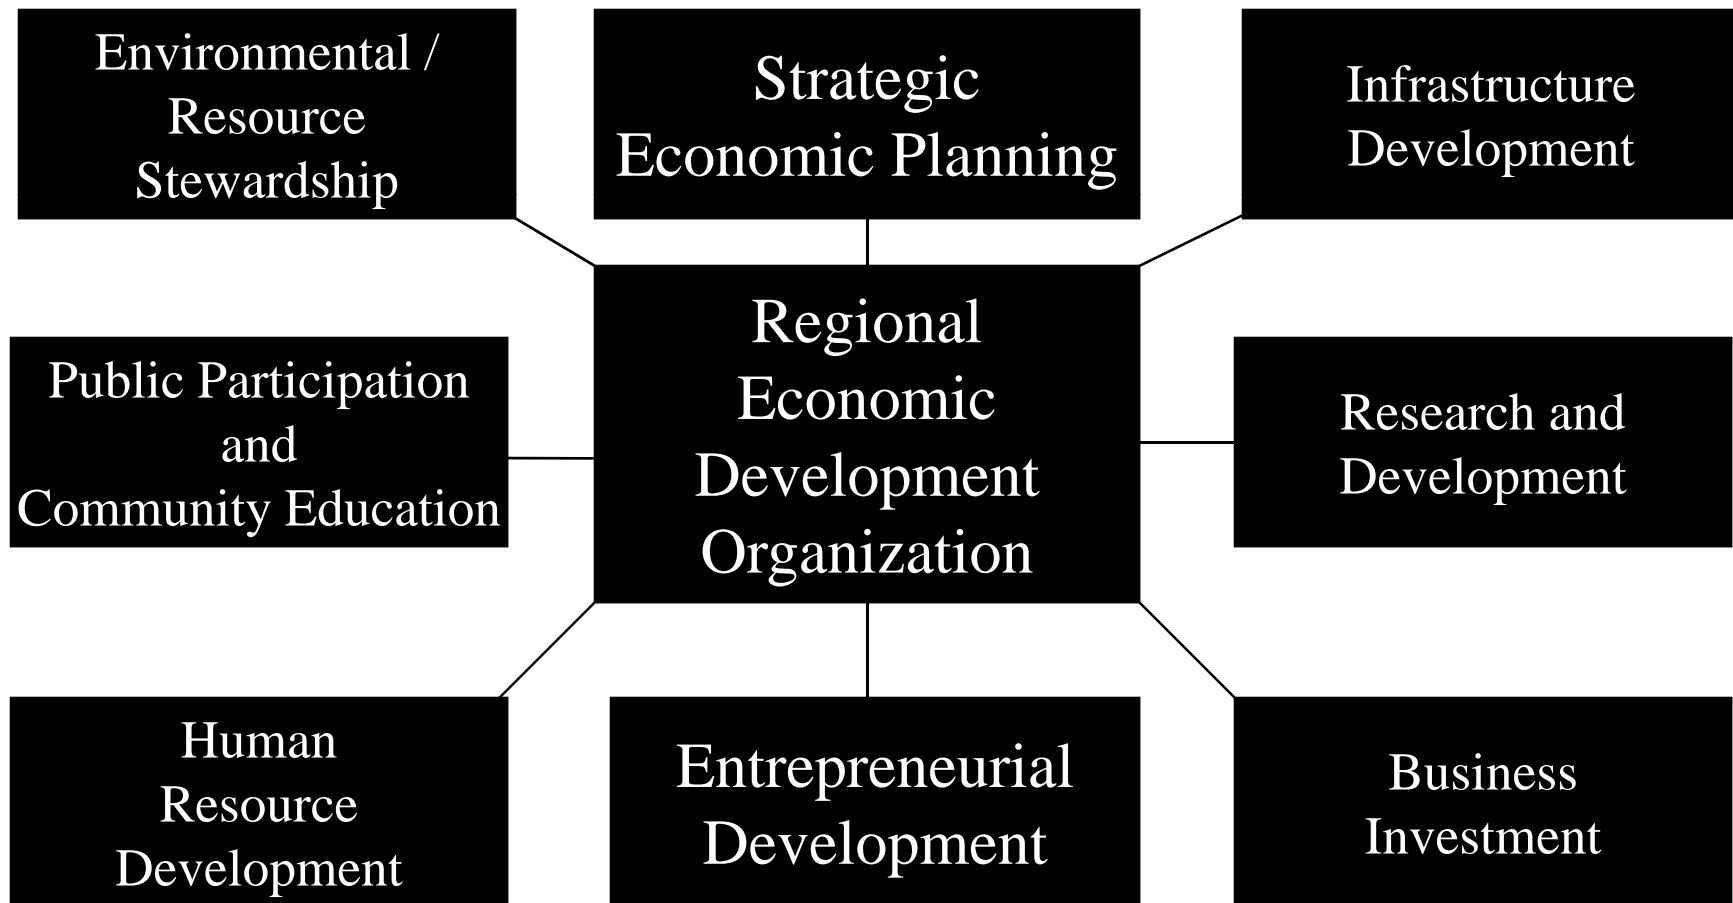 Environmental /
Resource
Stewardship
Strategic
Economic Planning
Infrastructure
Development
Public Participation
and
Community Education
Regional
Economic
Development
Organization
Research and
Development
Human
Resource
Development
Entrepreneurial
Development
Business
Investment